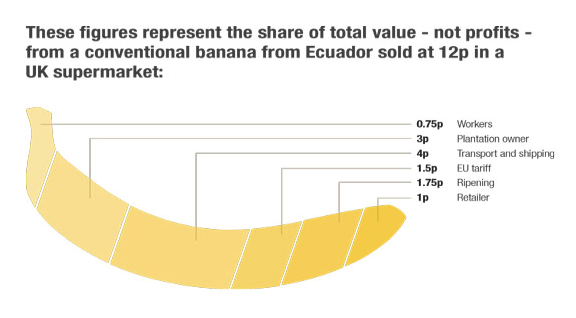 These figures represent the share of total value - not profits -
from a conventional banana from Ecuador sold at 12p in a
UK supermarket:
0.75p Workers
3p Plantation owner
4p Transport and shipping
1.5p EU tariff
1.75p Ripening
1p Retailer